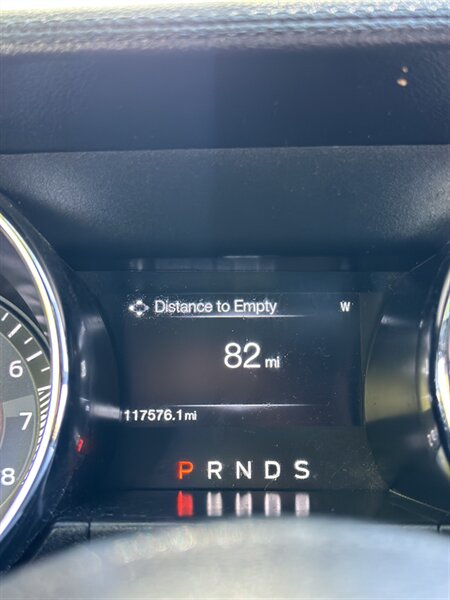 Distance to Empty W
82 mi
6
117576.1 mi
7
P R N D S
8